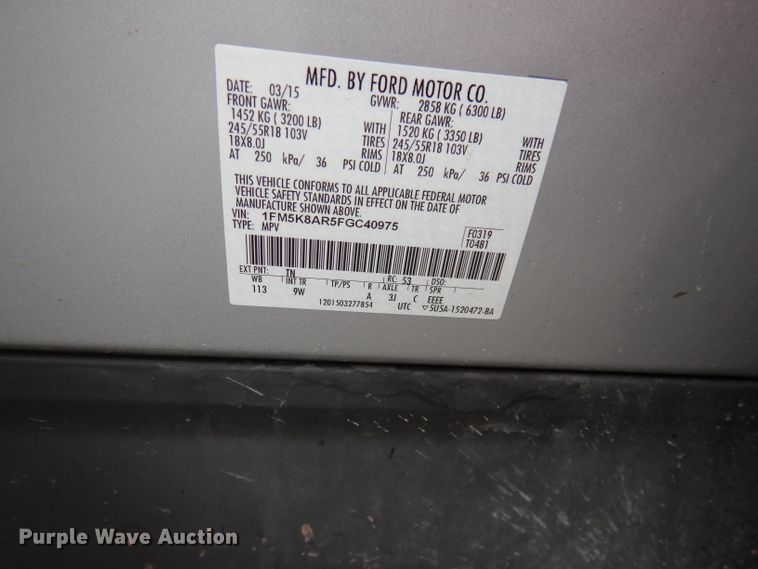 MFD. BY FORD MOTOR CO.
DATE: 03/15 GVWR: 2858 KG ( 6300 LB)
FRONT GAWR: REAR GAWR:
1452 KG ( 3200 LB) WITH 1520 KG ( 3350 LB) WITH
245/55R18 103V TIRES 245/55R18 103V TIRES
18X8.0J RIMS 18X8.0J RIMS
AT 250 kPa/ 36 PSI COLD AT 250 kPa/ 36 PSI COLD
THIS VEHICLE CONFORMS TO ALL APPLICABLE FEDERAL MOTOR
VEHICLE SAFETY STANDARDS IN EFFECT ON THE DATE OF
MANUFACTURE SHOWN ABOVE.
VIN: 1FM5K8AR5FGC40975 F0319
TYPE: MPV T0481
EXT PNT: TN RC: 53 DSO:
WB INT TR TP/PS R AXLE TR SPR
113 9W A 3J C EEEE
1201503277854 UTC ▽5U5A-1520472-BA
Purple Wave Auction